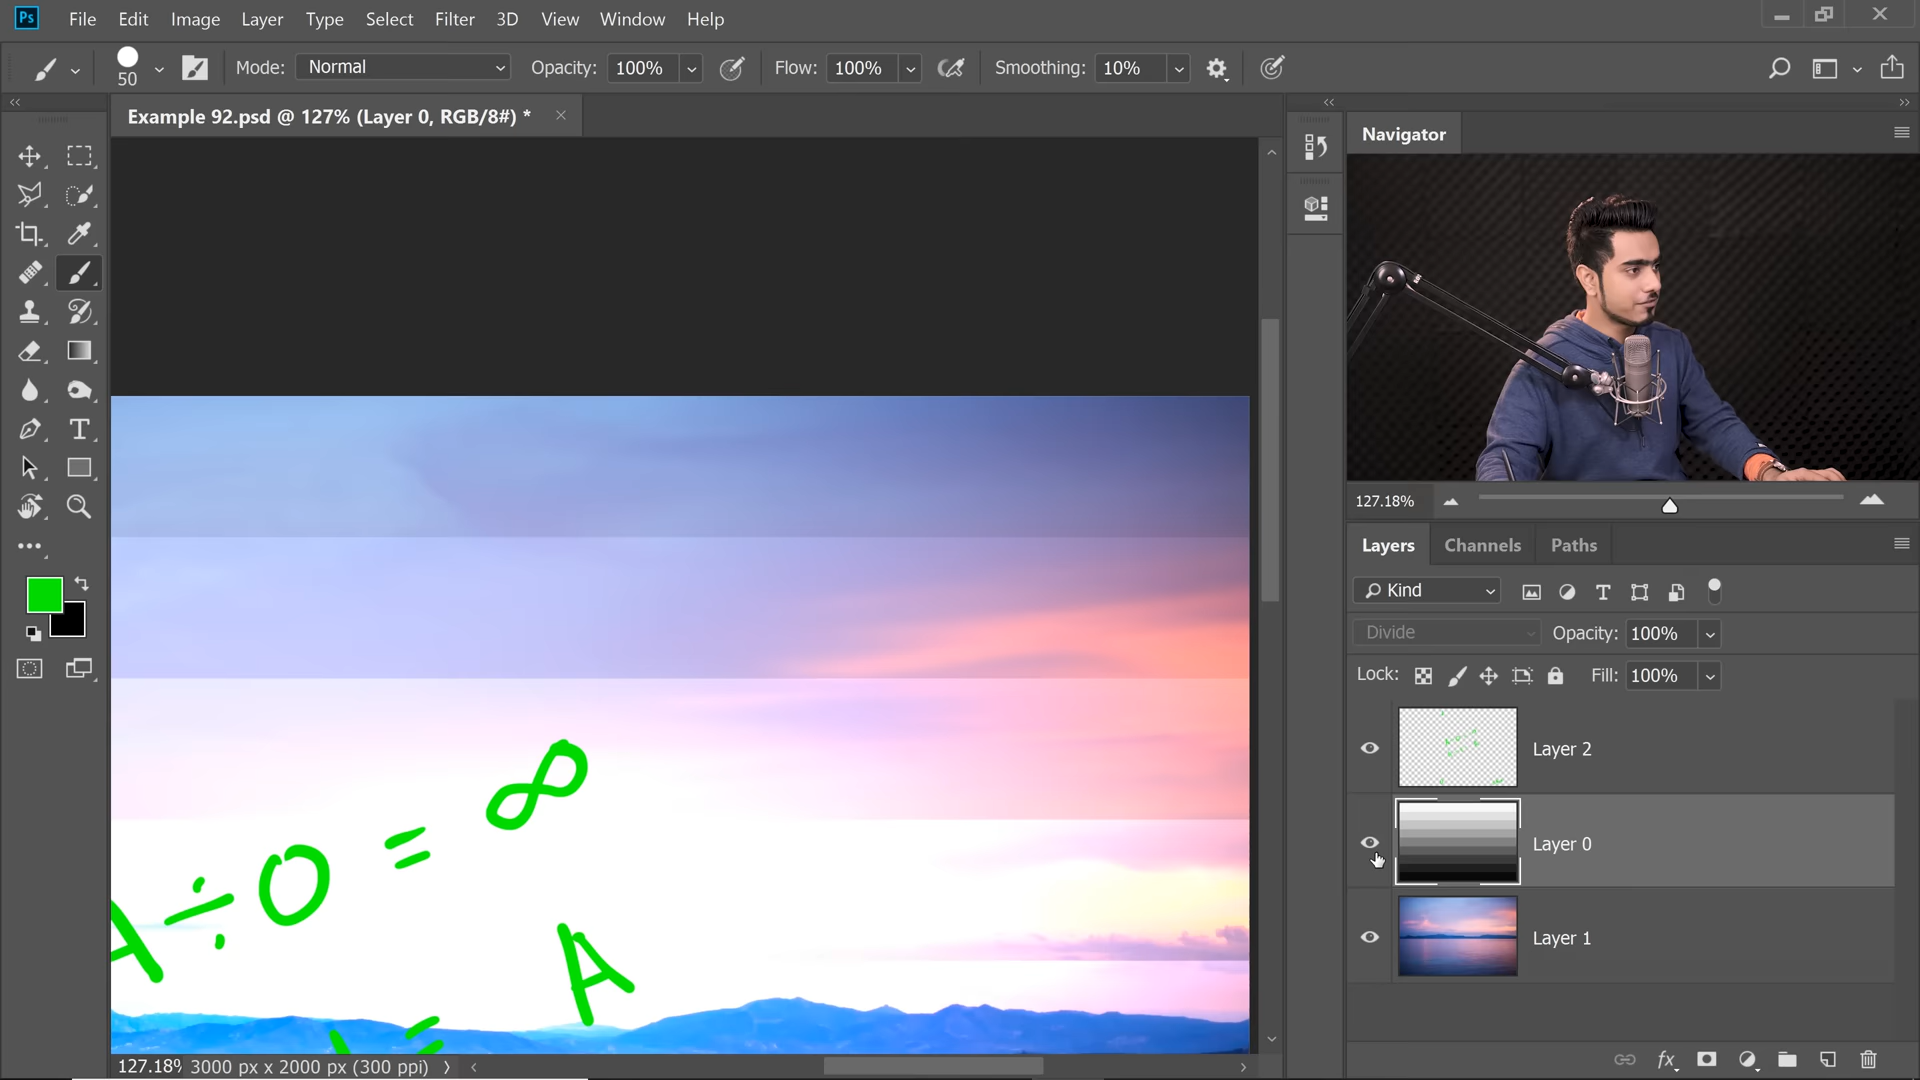 Ps File Edit Image Layer Type Select Filter 3D View Window Help
50 Mode: Normal Opacity: 100% Flow: 100% Smoothing: 10%
Example 92.psd @ 127% (Layer 0, RGB/8#) *
Navigator
127.18%
Layers Channels Paths
Kind
Divide Opacity: 100%
Lock: Fill: 100%
Layer 2
Layer 0
Layer 1
A ÷ 0 = ∞
= A
127.18% 3000 px x 2000 px (300 ppi)